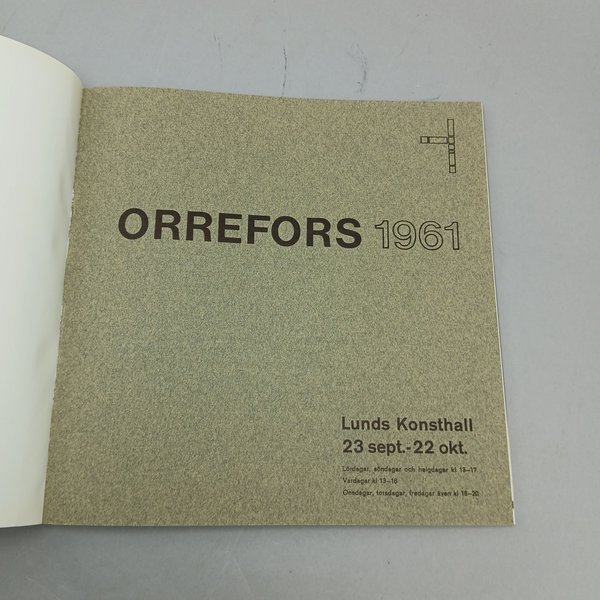 ORREFORS 1961
Lunds Konsthall
23 sept.-22 okt.
Lördagar, söndagar och helgdagar kl 13–17
Vardagar kl 13–16
Onsdagar, torsdagar, fredagar även kl 18–20